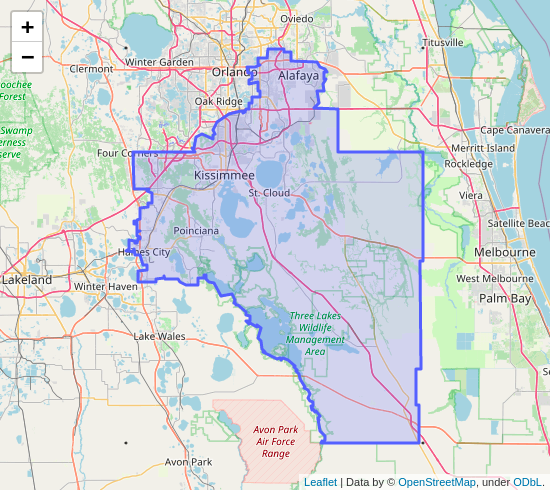 +
−
Oviedo
Titusville
Winter Garden
Clermont
Orlando
Alafaya
Oak Ridge
Cape Canavera
Merritt Island
Four Corners
Rockledge
Kissimmee
St. Cloud
Viera
Satellite Beac
Poinciana
Haines City
Melbourne
Lakeland
Winter Haven
West Melbourne
Palm Bay
Three Lakes
Wildlife
Management
Area
Lake Wales
Avon Park
Air Force
Range
Avon Park
oochee
Forest
Swamp
erness
serve
Se
Leaflet | Data by © OpenStreetMap, under ODbL.